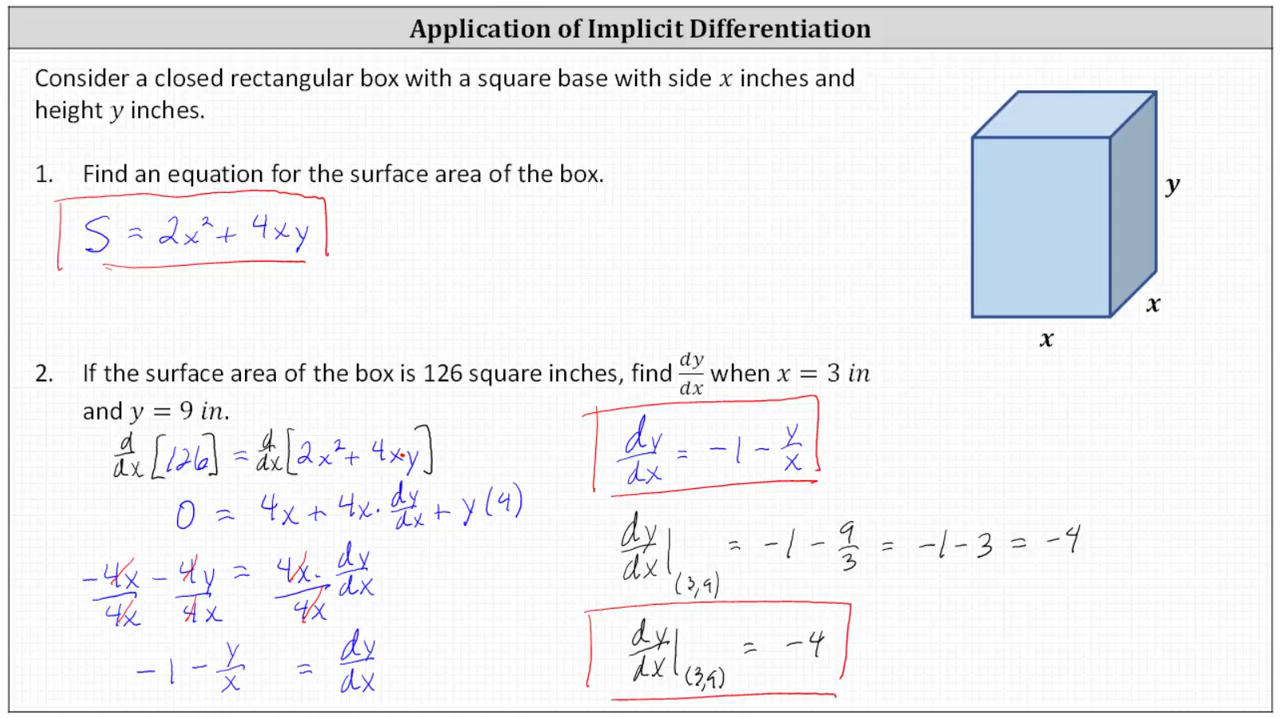 Application of Implicit Differentiation
Consider a closed rectangular box with a square base with side x inches and
height y inches.
1. Find an equation for the surface area of the box.
S = 2x² + 4xy
y
x
x
2. If the surface area of the box is 126 square inches, find dy/dx when x = 3 in
and y = 9 in.
d/dx [126] = d/dx [2x² + 4x·y]
0 = 4x + 4x · dy/dx + y(4)
-4x/4x - 4y/4x = 4x/4x · dy/dx
-1 - y/x = dy/dx
dy/dx = -1 - y/x
dy/dx|(3,9) = -1 - 9/3 = -1 - 3 = -4
dy/dx|(3,9) = -4